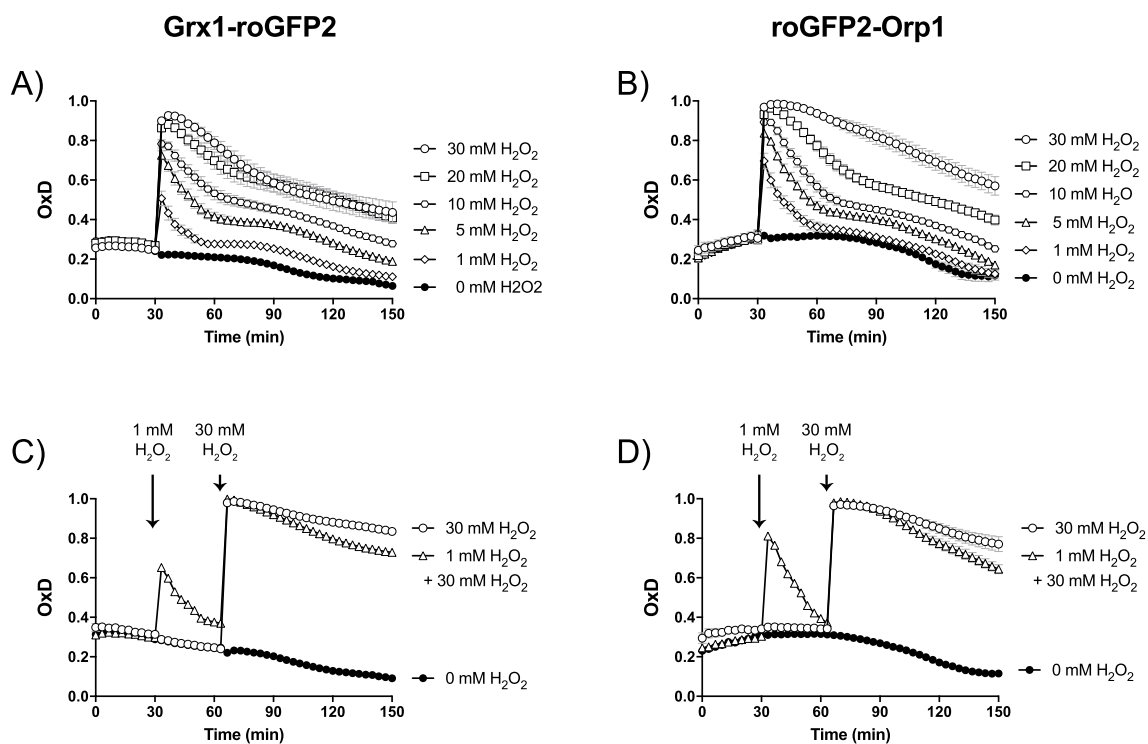 Grx1-roGFP2
roGFP2-Orp1
A)
1.0
0.8
0.6
0.4
0.2
0.0
OxD
0
30
60
90
120
150
Time (min)
30 mM H₂O₂
20 mM H₂O₂
10 mM H₂O₂
5 mM H₂O₂
1 mM H₂O₂
0 mM H2O2
B)
1.0
0.8
0.6
0.4
0.2
0.0
OxD
0
30
60
90
120
150
Time (min)
30 mM H₂O₂
20 mM H₂O₂
10 mM H₂O
5 mM H₂O₂
1 mM H₂O₂
0 mM H₂O₂
C)
1 mM
H₂O₂
30 mM
H₂O₂
1.0
0.8
0.6
0.4
0.2
0.0
OxD
0
30
60
90
120
150
Time (min)
30 mM H₂O₂
1 mM H₂O₂
+ 30 mM H₂O₂
0 mM H₂O₂
D)
1 mM
H₂O₂
30 mM
H₂O₂
1.0
0.8
0.6
0.4
0.2
0.0
OxD
0
30
60
90
120
150
Time (min)
30 mM H₂O₂
1 mM H₂O₂
+ 30 mM H₂O₂
0 mM H₂O₂